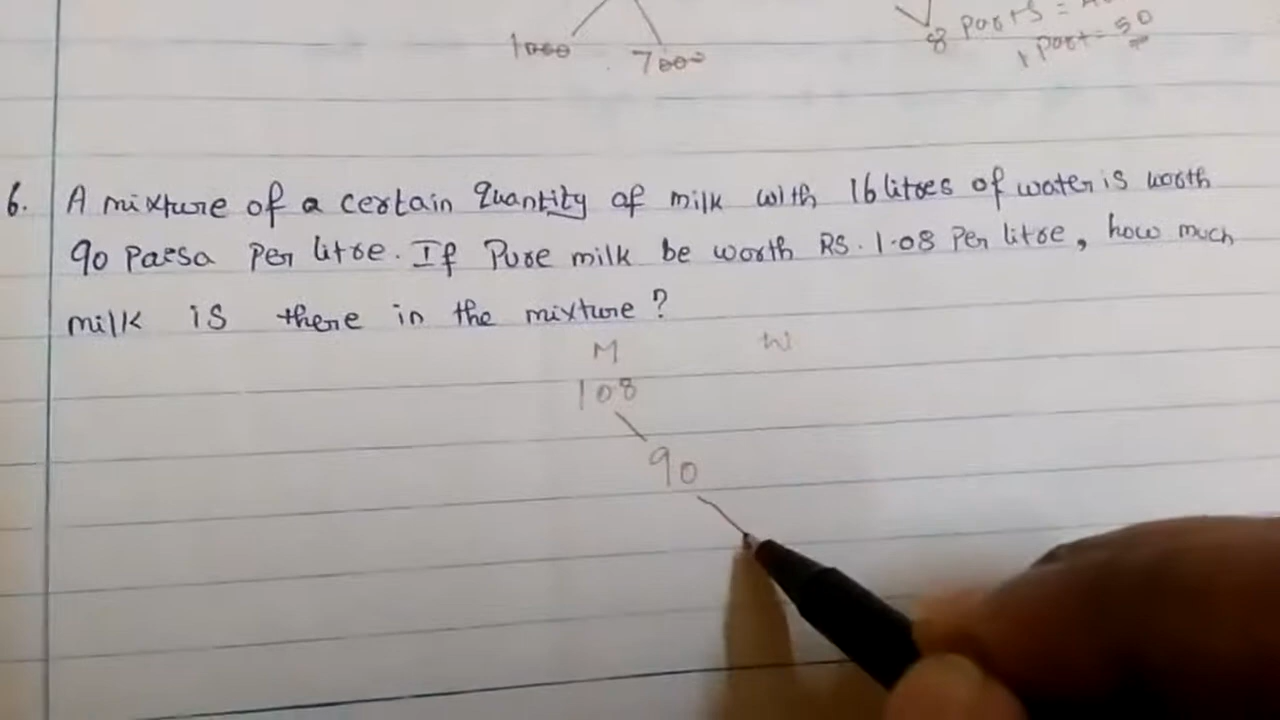 1000 7000
8 parts =
1 part = 50
6. A mixture of a certain Quantity of milk with 16 litres of water is worth
90 Paisa Per litre. If Pure milk be worth RS. 1.08 Per litre, how much
milk is there in the mixture?
M W
108
90